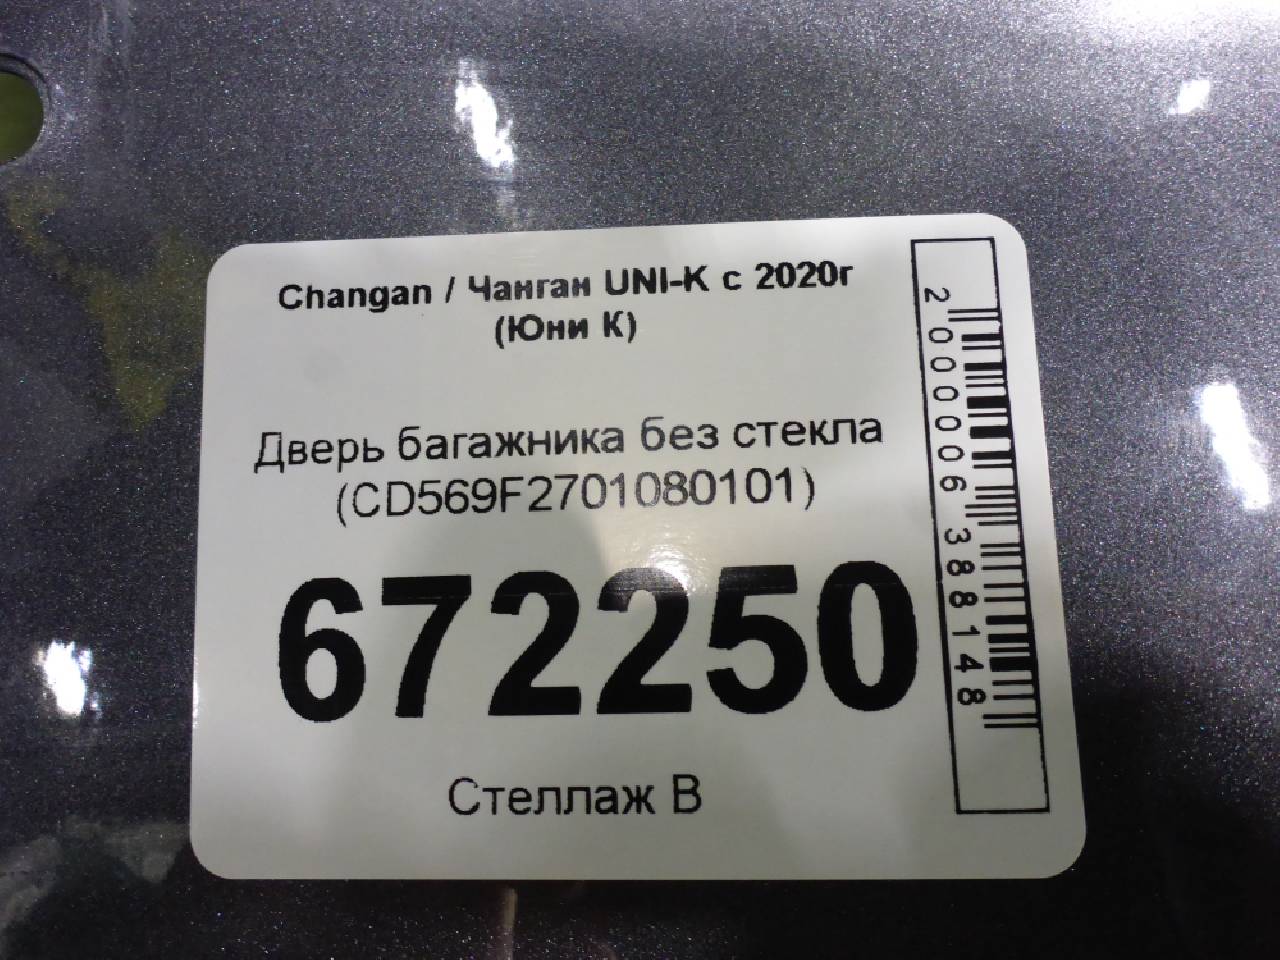 Changan / Чанган UNI-K с 2020г
(Юни К)
Дверь багажника без стекла
(CD569F2701080101)
672250
Стеллаж В
2000006388148